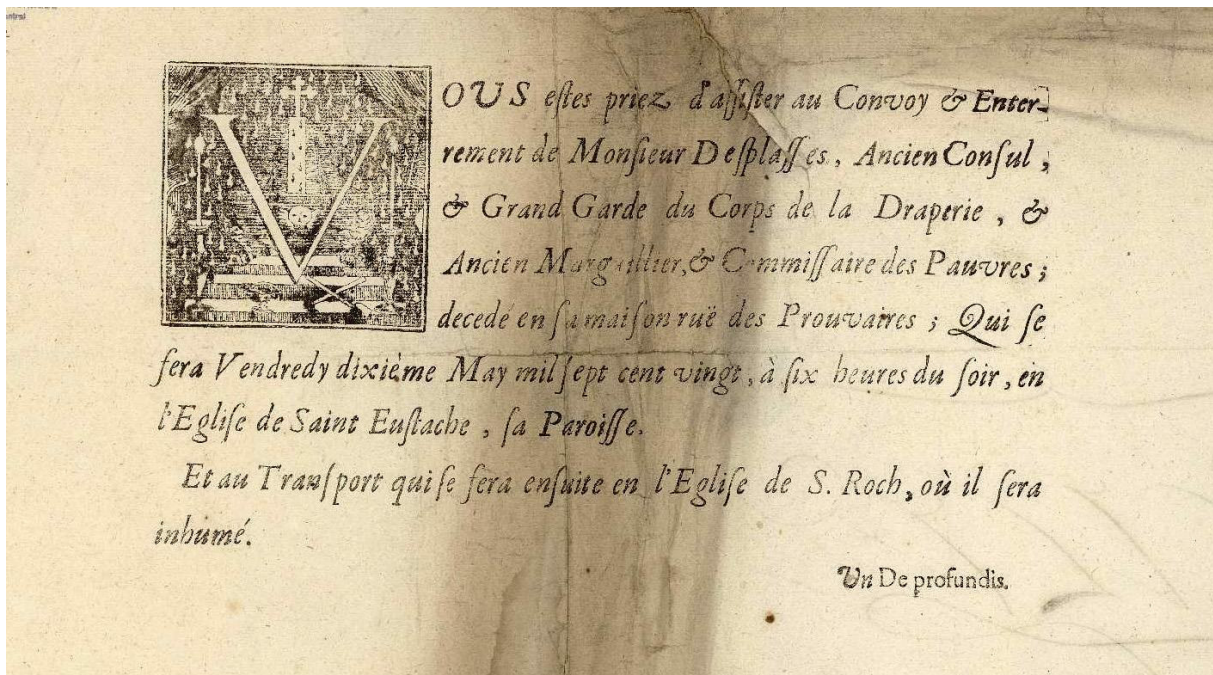 VOUS estes priez d'assister au Convoy & Enter-
rement de Monsieur Desplasses, Ancien Consul,
& Grand Garde du Corps de la Draperie, &
Ancien Marguillier, & Commissaire des Pauvres;
decedé en sa maison ruë des Prouvaires; Qui se
fera Vendredy dixiéme May mil sept cent vingt, à six heures du soir, en
l'Eglise de Saint Eustache, sa Paroisse.
Et au Transport qui se fera ensuite en l'Eglise de S. Roch, où il sera
inhumé.
Un De profundis.